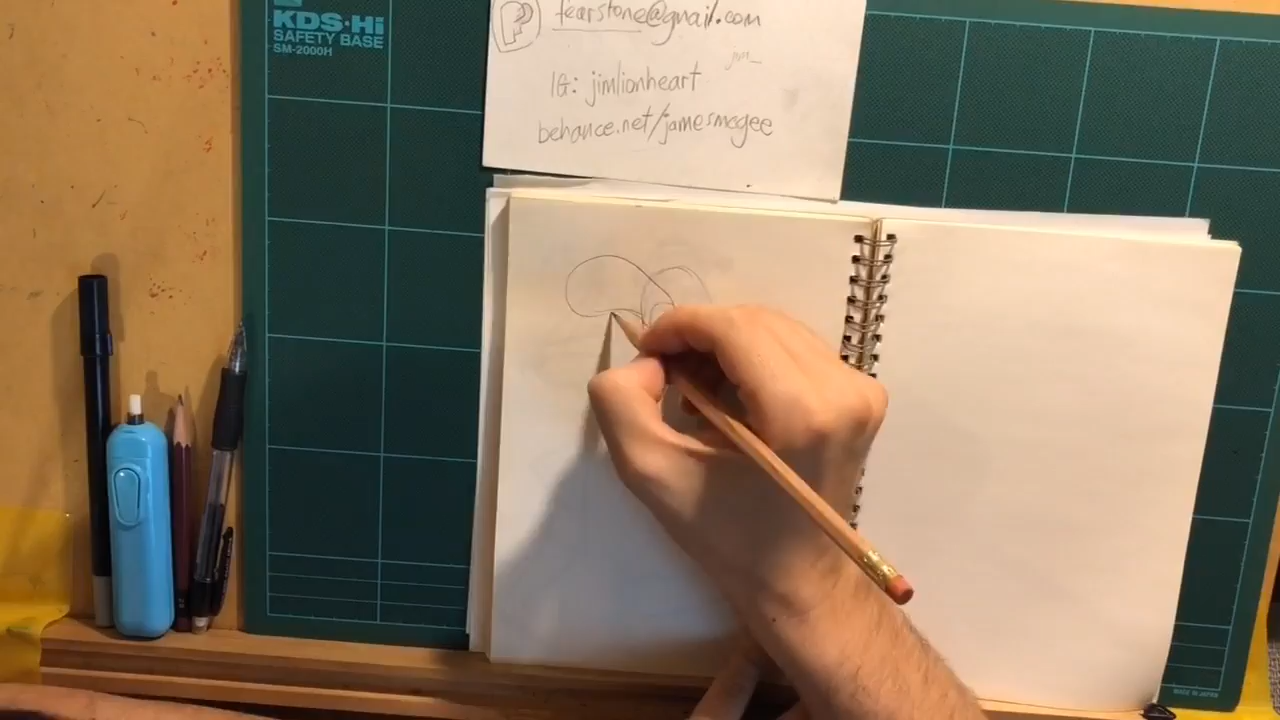 KDS·Hi
SAFETY BASE
SM-2000H
P fearstone@gmail.com
IG: jimlionheart
behance.net/jamesmcgee